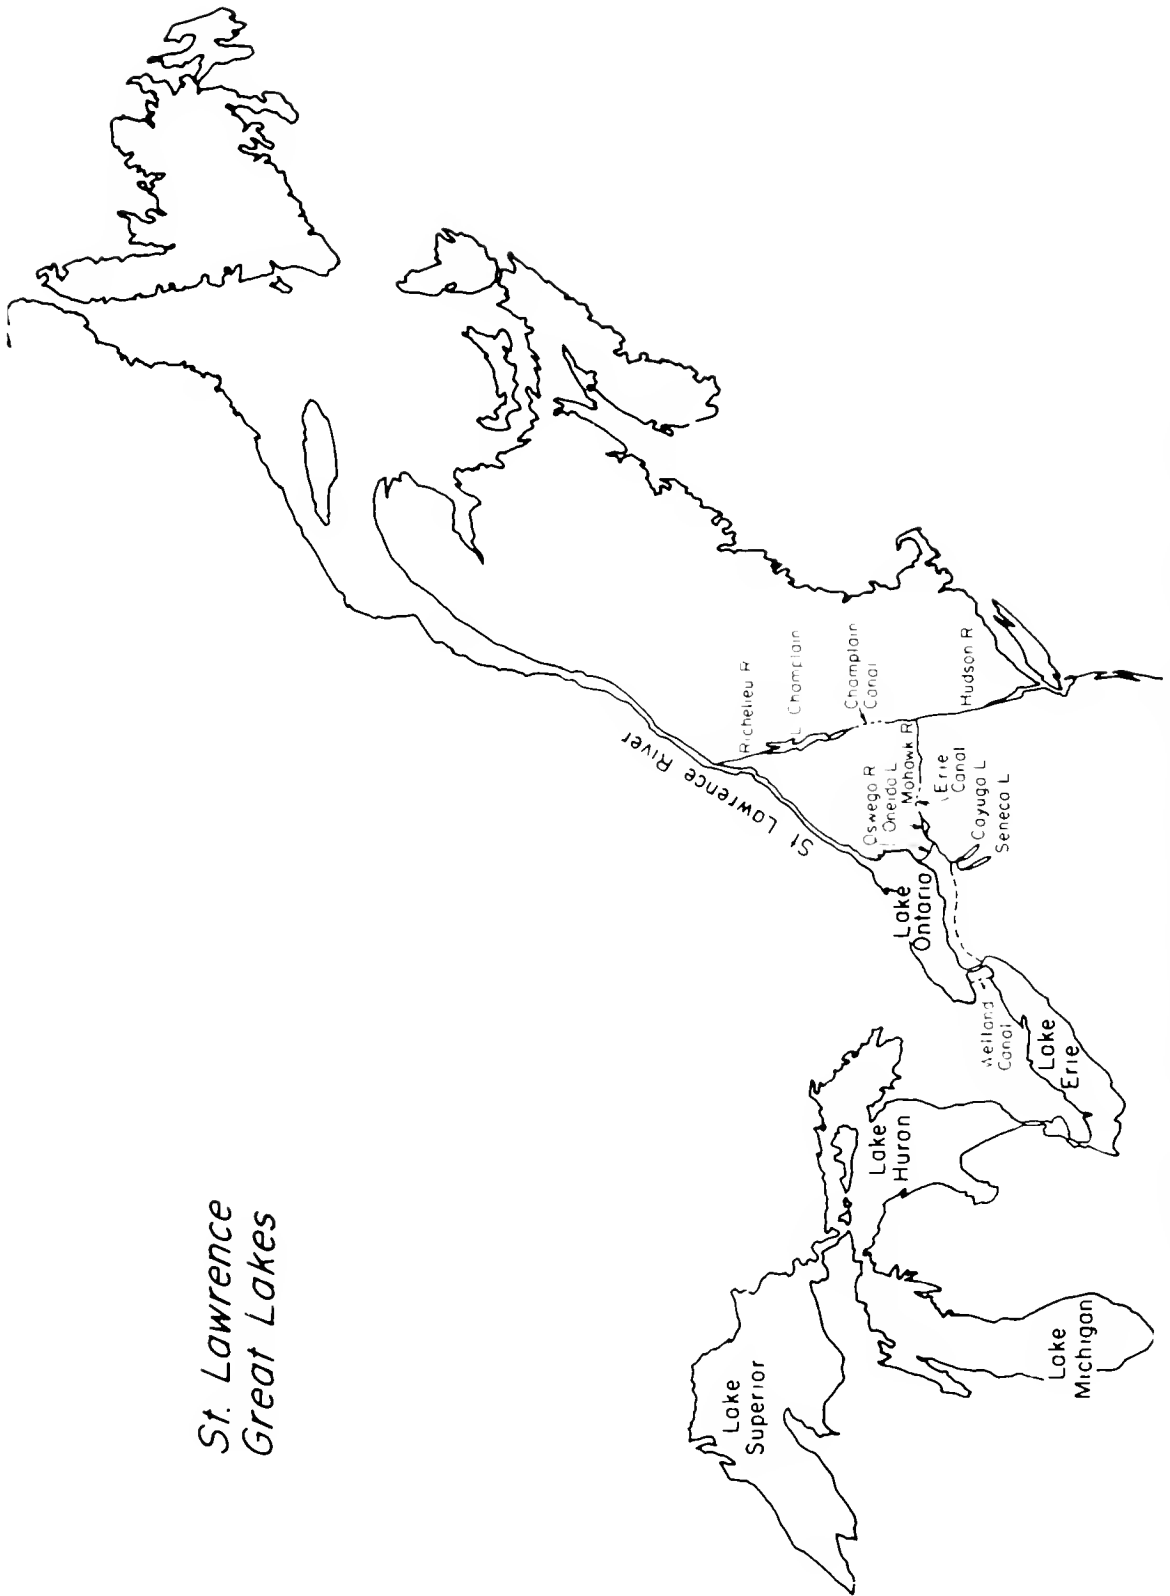 St. Lawrence
Great Lakes
Lake
Superior
Lake
Michigan
Lake
Huron
Lake
Erie
Welland
Canal
Lake
Ontario
St Lawrence River
Oswego R
Oneida L
Mohawk R
Erie
Canal
Cayuga L
Seneca L
Richelieu R
L Champlain
Champlain
Canal
Hudson R